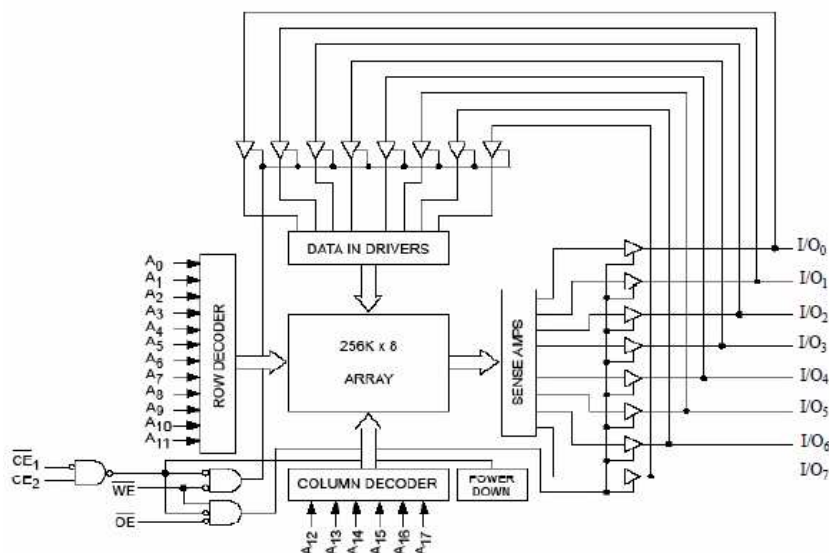 DATA IN DRIVERS
I/O0
I/O1
I/O2
I/O3
I/O4
I/O5
I/O6
I/O7
A0
A1
A2
A3
A4
A5
A6
A7
A8
A9
A10
A11
ROW DECODER
256K x 8
ARRAY
SENSE AMPS
CE1
CE2
WE
OE
COLUMN DECODER
POWER
DOWN
A12
A13
A14
A15
A16
A17